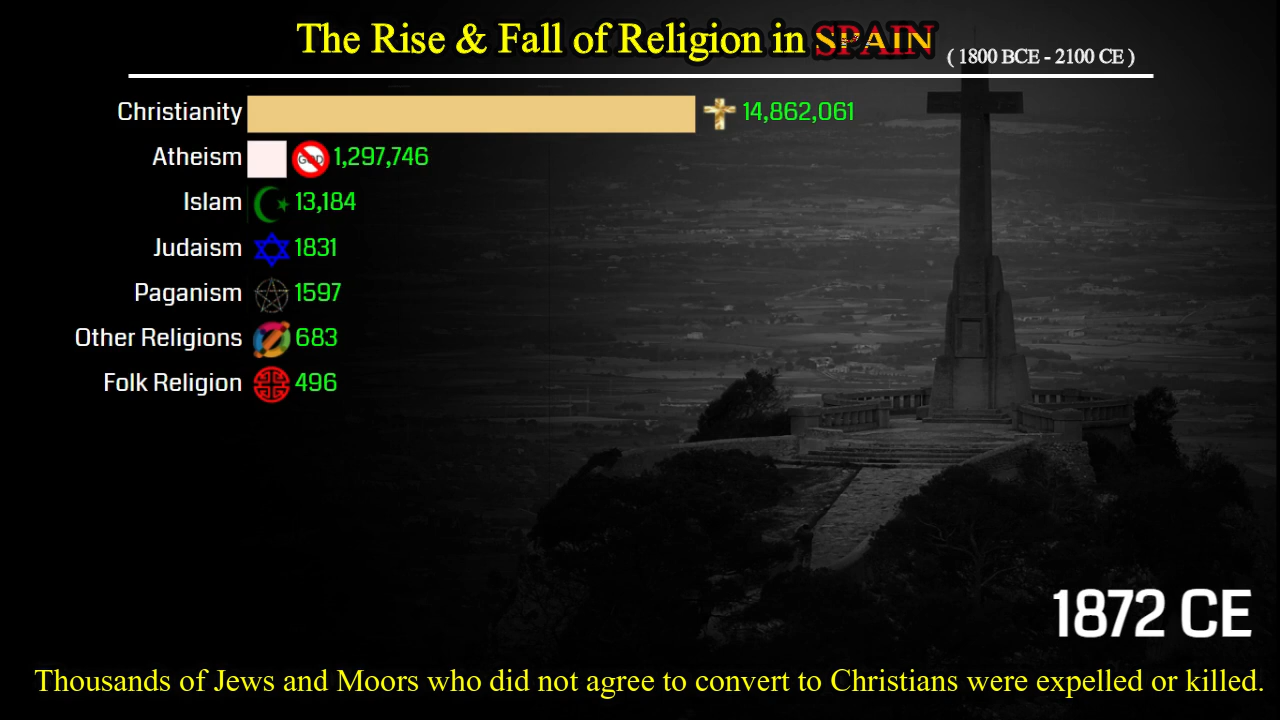 The Rise & Fall of Religion in SPAIN ( 1800 BCE - 2100 CE )
Christianity 14,862,061
Atheism GOD 1,297,746
Islam 13,184
Judaism 1831
Paganism 1597
Other Religions 683
Folk Religion 496
1872 CE
Thousands of Jews and Moors who did not agree to convert to Christians were expelled or killed.